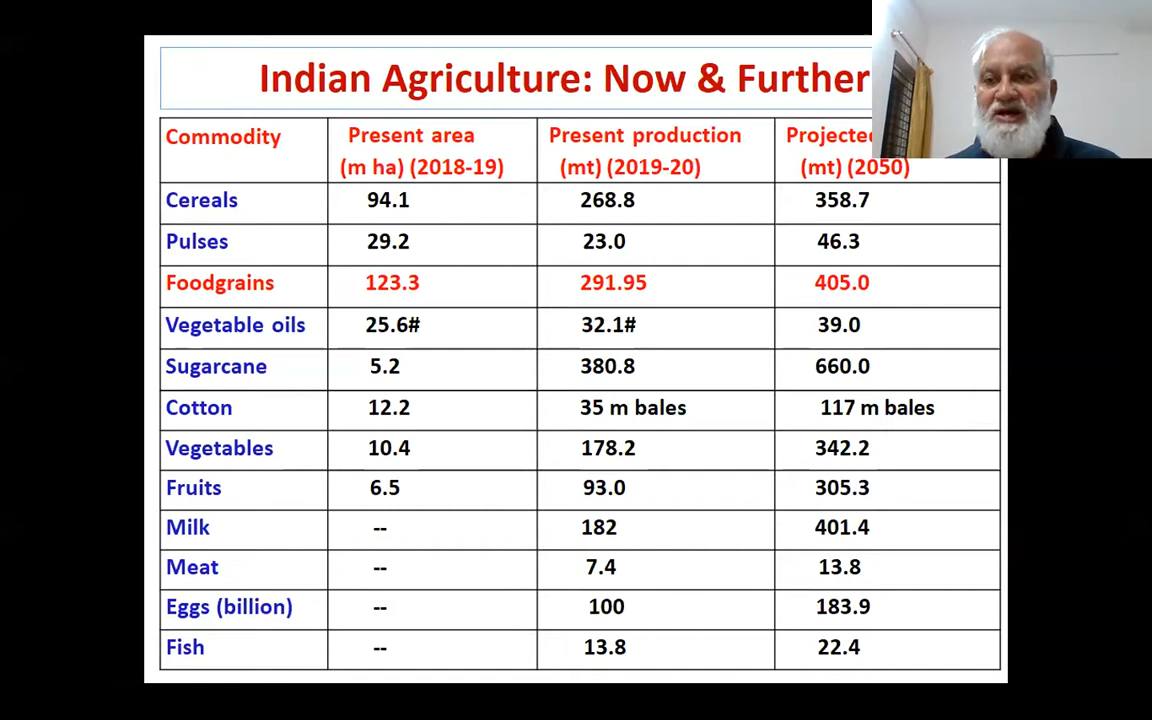 Indian Agriculture: Now & Further
Commodity Present area (m ha) (2018-19) Present production (mt) (2019-20) Projected (mt) (2050)
Cereals 94.1 268.8 358.7
Pulses 29.2 23.0 46.3
Foodgrains 123.3 291.95 405.0
Vegetable oils 25.6# 32.1# 39.0
Sugarcane 5.2 380.8 660.0
Cotton 12.2 35 m bales 117 m bales
Vegetables 10.4 178.2 342.2
Fruits 6.5 93.0 305.3
Milk -- 182 401.4
Meat -- 7.4 13.8
Eggs (billion) -- 100 183.9
Fish -- 13.8 22.4